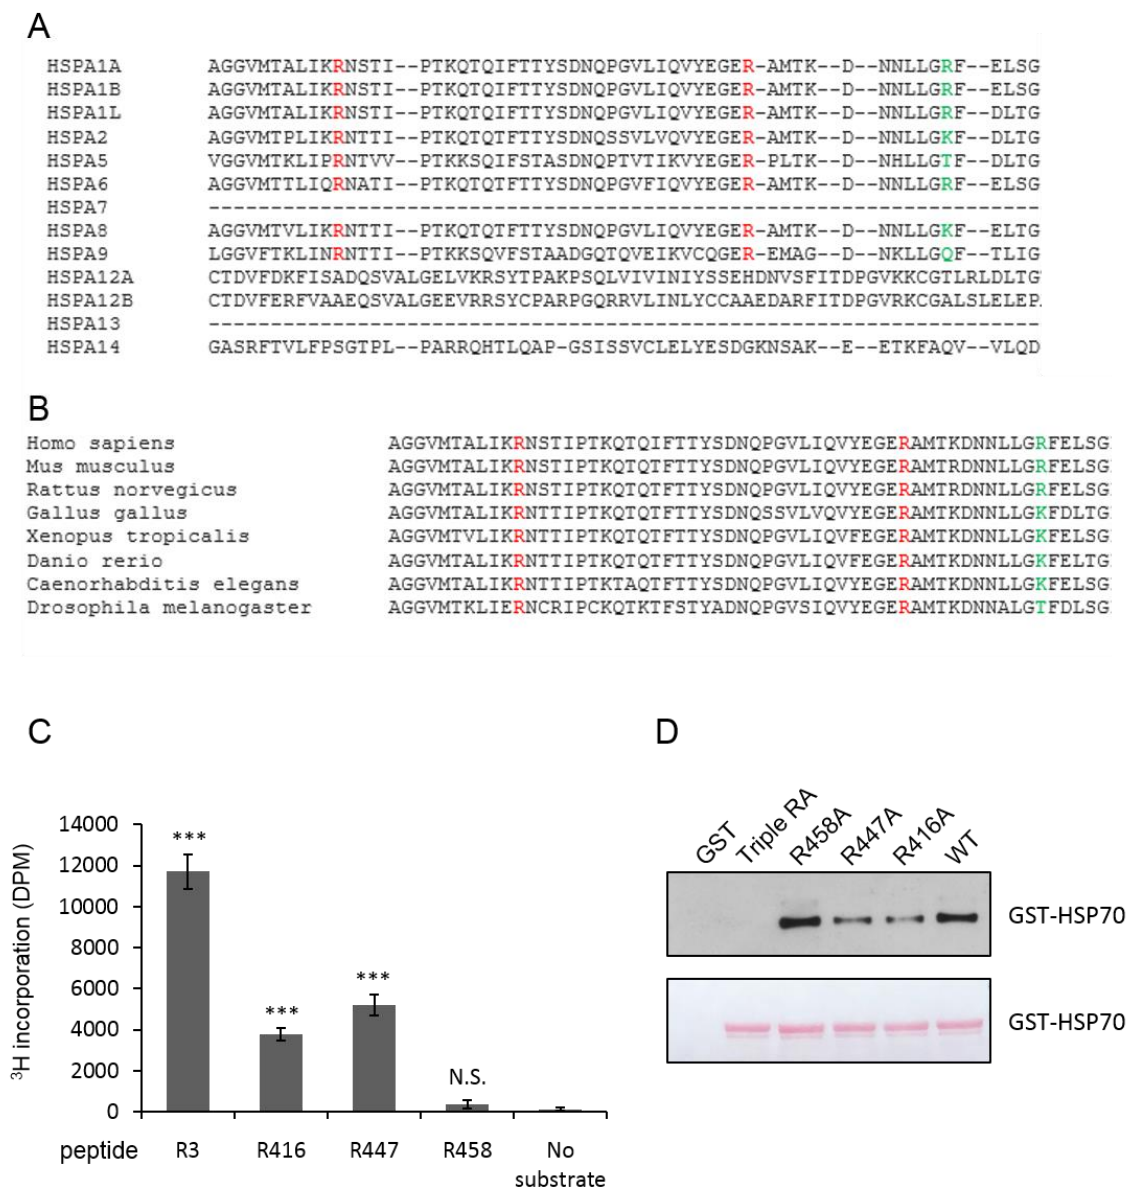 A
HSPA1A AGGVMTALIKRNSTI--PTKQTQIFTTYSDNQPGVLIQVYEGER-AMTK--D--NNLLGRF--ELSG
HSPA1B AGGVMTALIKRNSTI--PTKQTQIFTTYSDNQPGVLIQVYEGER-AMTK--D--NNLLGRF--ELSG
HSPA1L AGGVMTALIKRNSTI--PTKQTQIFTTYSDNQPGVLIQVYEGER-AMTK--D--NNLLGRF--DLTG
HSPA2 AGGVMTPLIKRNTTI--PTKQTQTFTTYSDNQSSVLVQVYEGER-AMTK--D--NNLLGKF--DLTG
HSPA5 VGGVMTKLIPRNTVV--PTKKSQIFSTASDNQPTVTIKVYEGER-PLTK--D--NHLLGTF--DLTG
HSPA6 AGGVMTTLIQRNATI--PTKQTQTFTTYSDNQPGVFIQVYEGER-AMTK--D--NNLLGRF--ELSG
HSPA7 --------------------------------------------------------------------
HSPA8 AGGVMTVLIKRNTTI--PTKQTQTFTTYSDNQPGVLIQVYEGER-AMTK--D--NNLLGKF--ELTG
HSPA9 LGGVFTKLINRNTTI--PTKKSQVFSTAADGQTQVEIKVCQGER-EMAG--D--NKLLGQF--TLIG
HSPA12A CTDVFDKFISADQSVALGELVKRSYTPAKPSQLVIVINIYSSEHDNVSFITDPGVKKCGTLRLDLTG
HSPA12B CTDVFERFVAAEQSVALGEEVRRSYCPARPGQRRVLINLYCCAAEDARFITDPGVRKCGALSLELEP
HSPA13 --------------------------------------------------------------------
HSPA14 GASRFTVLFPSGTPL--PARRQHTLQAP-GSISSVCLELYESDGKNSAK--E--ETKFAQV--VLQD
B
Homo sapiens AGGVMTALIKRNSTIPTKQTQIFTTYSDNQPGVLIQVYEGERAMTKDNNLLGRFELSG
Mus musculus AGGVMTALIKRNSTIPTKQTQTFTTYSDNQPGVLIQVYEGERAMTRDNNLLGRFELSG
Rattus norvegicus AGGVMTALIKRNSTIPTKQTQTFTTYSDNQPGVLIQVYEGERAMTRDNNLLGRFELSG
Gallus gallus AGGVMTALIKRNTTIPTKQTQTFTTYSDNQSSVLVQVYEGERAMTKDNNLLGKFDLTG
Xenopus tropicalis AGGVMTVLIKRNTTIPTKQTQTFTTYSDNQPGVLIQVYEGERAMTKDNNLLGKFELSG
Danio rerio AGGVMTALIKRNTTIPTKQTQTFTTYSDNQPGVLIQVFEGERAMTKDNNLLGKFELTG
Caenorhabditis elegans AGGVMTALIKRNTTIPTKTAQTFTTYSDNQPGVLIQVFEGERAMTKDNNLLGKFELSG
Drosophila melanogaster AGGVMTKLIERNCRIPCKQTKTFSTYADNQPGVSIQVYEGERAMTKDNNALGTFDLSG
C
³H incorporation (DPM)
14000
12000
10000
8000
6000
4000
2000
0
***
***
***
N.S.
peptide R3 R416 R447 R458 No
substrate
D
GST Triple RA R458A R447A R416A WT
GST-HSP70
GST-HSP70